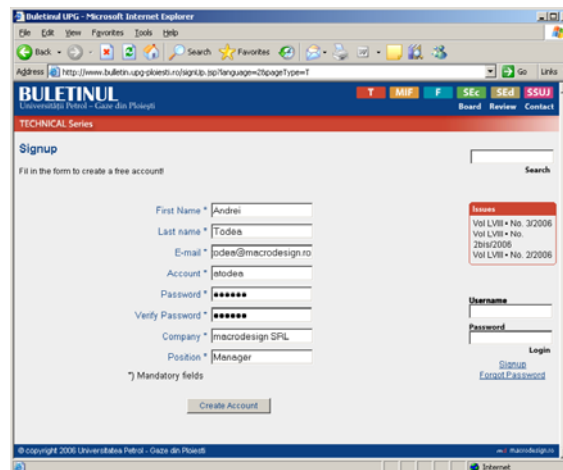 Buletinul UPG - Microsoft Internet Explorer
File Edit View Favorites Tools Help
Back Search Favorites
Address http://www.bulletin.upg-ploiesti.ro/signUp.jsp?language=2&pageType=T Go Links
BULETINUL
Universității Petrol – Gaze din Ploiești
T MIF F SEc SEd SSUJ
Board Review Contact
TECHNICAL Series
Signup
Fil in the form to create a free account!
First Name * Andrei
Last name * Todea
E-mail * odea@macrodesign.ro
Account * atodea
Password * ••••••
Verify Password * ••••••
Company * macrodesign SRL
Position * Manager
*) Mandatory fields
Create Account
Search
Issues
Vol LVIII • No. 3/2006
Vol LVIII • No.
2bis/2006
Vol LVIII • No. 2/2006
Username
Password
Login
Signup
Forgot Password
© copyright 2006 Universitatea Petrol - Gaze din Ploiesti
macrodesign.ro
Internet